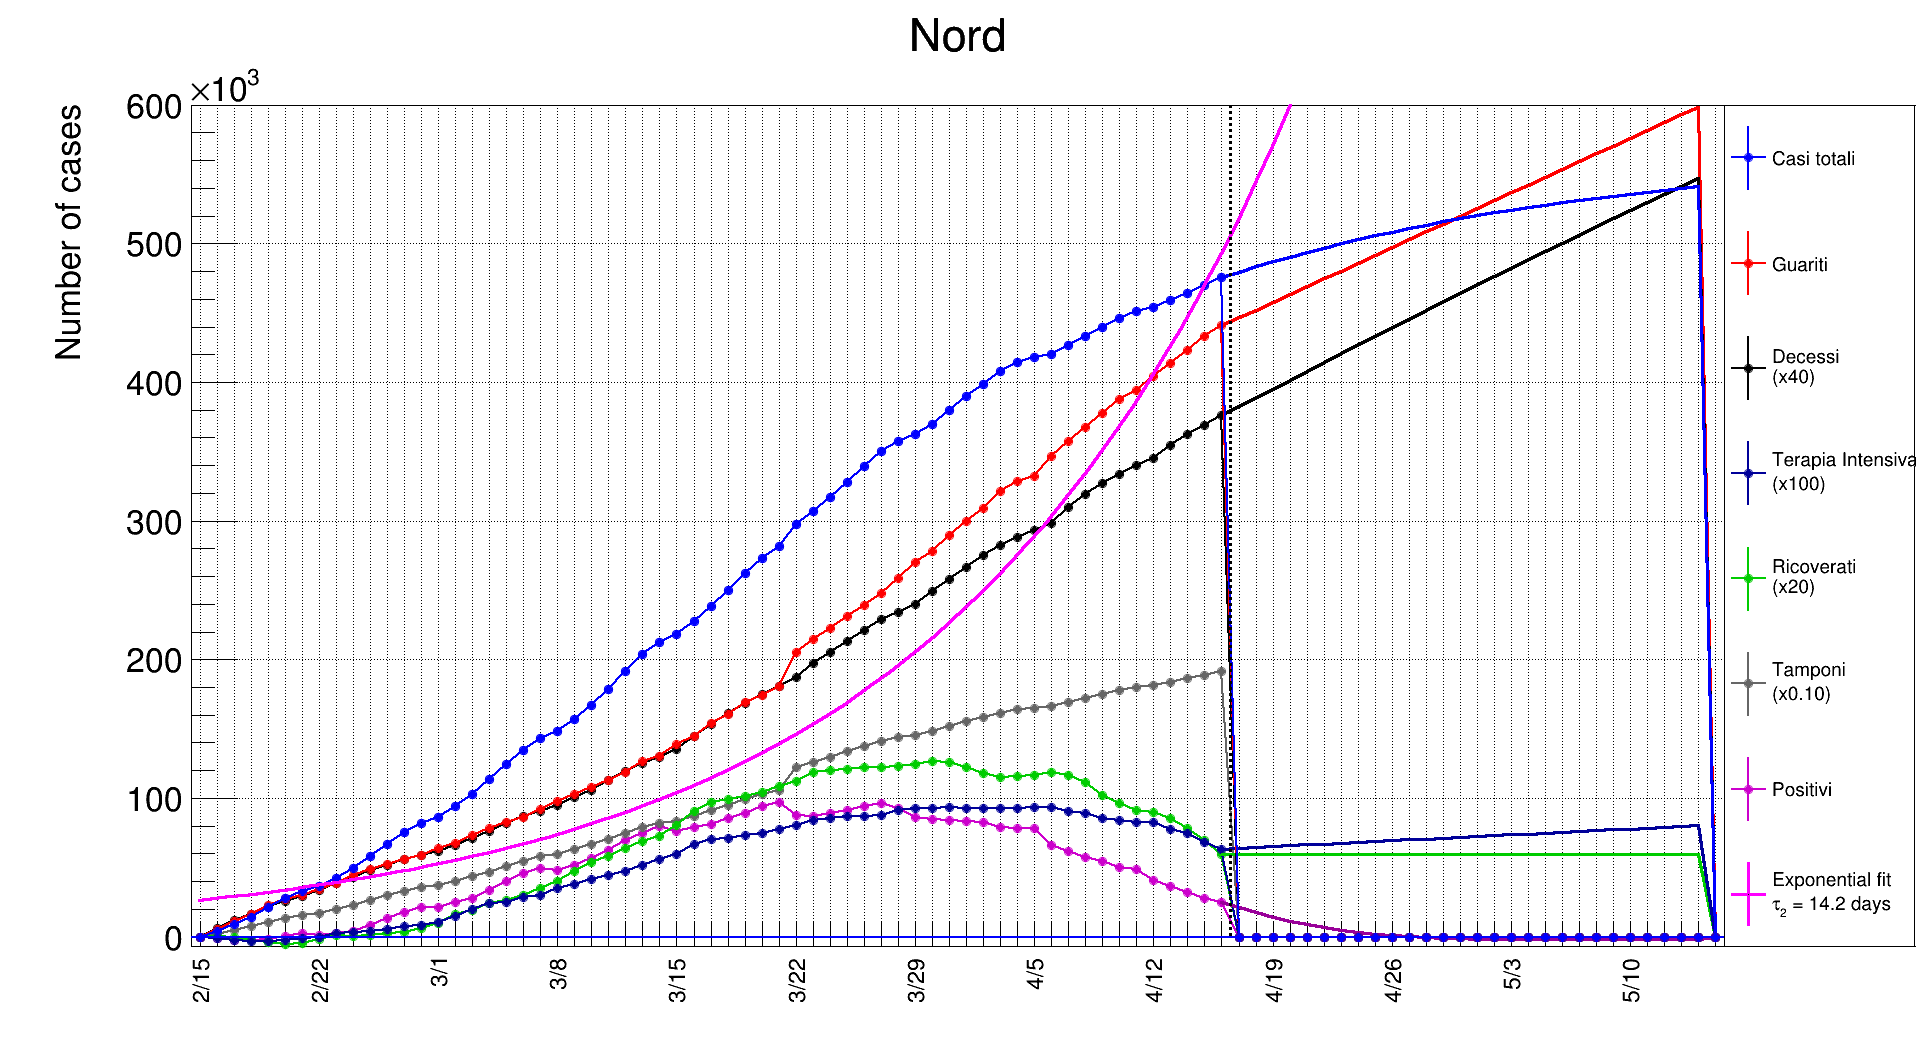 Nord
×10³
Number of cases
600
500
400
300
200
100
0
2/15
2/22
3/1
3/8
3/15
3/22
3/29
4/5
4/12
4/19
4/26
5/3
5/10
Casi totali
Guariti
Decessi
(x40)
Terapia Intensiva
(x100)
Ricoverati
(x20)
Tamponi
(x0.10)
Positivi
Exponential fit
τ₂ = 14.2 days